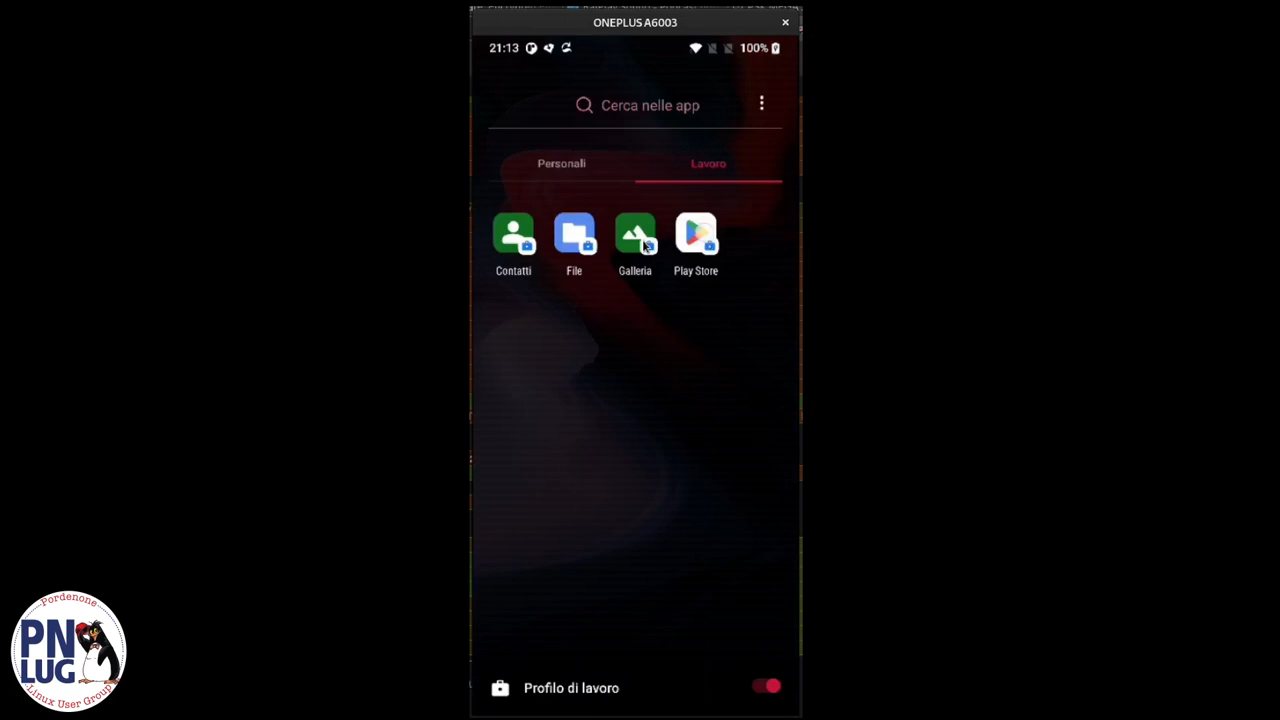 ONEPLUS A6003
21:13
100%
Cerca nelle app
Personali
Lavoro
Contatti
File
Galleria
Play Store
Profilo di lavoro
Pordenone
PN
LUG
Linux User Group